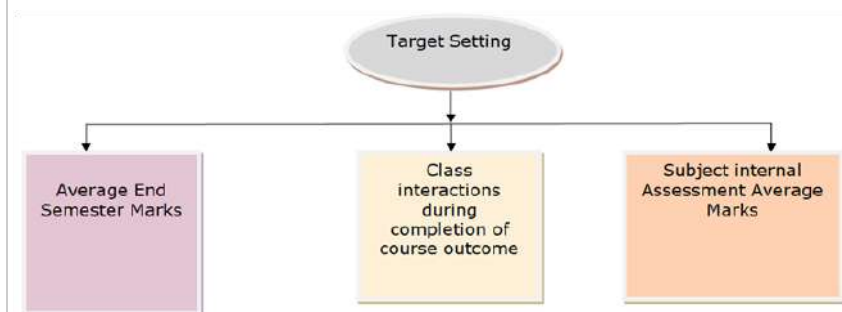 Target Setting
Average End
Semester Marks
Class
interactions
during
completion of
course outcome
Subject internal
Assessment Average
Marks